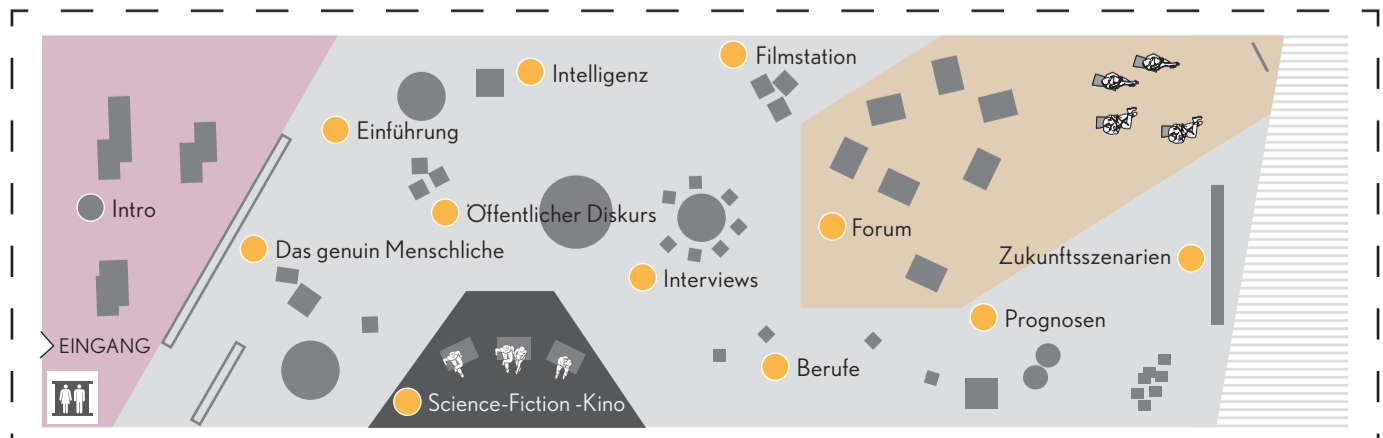 Filmstation
Intelligenz
Einführung
Intro
Öffentlicher Diskurs
Forum
Das genuin Menschliche
Zukunftsszenarien
Interviews
Prognosen
EINGANG
Berufe
Science-Fiction -Kino